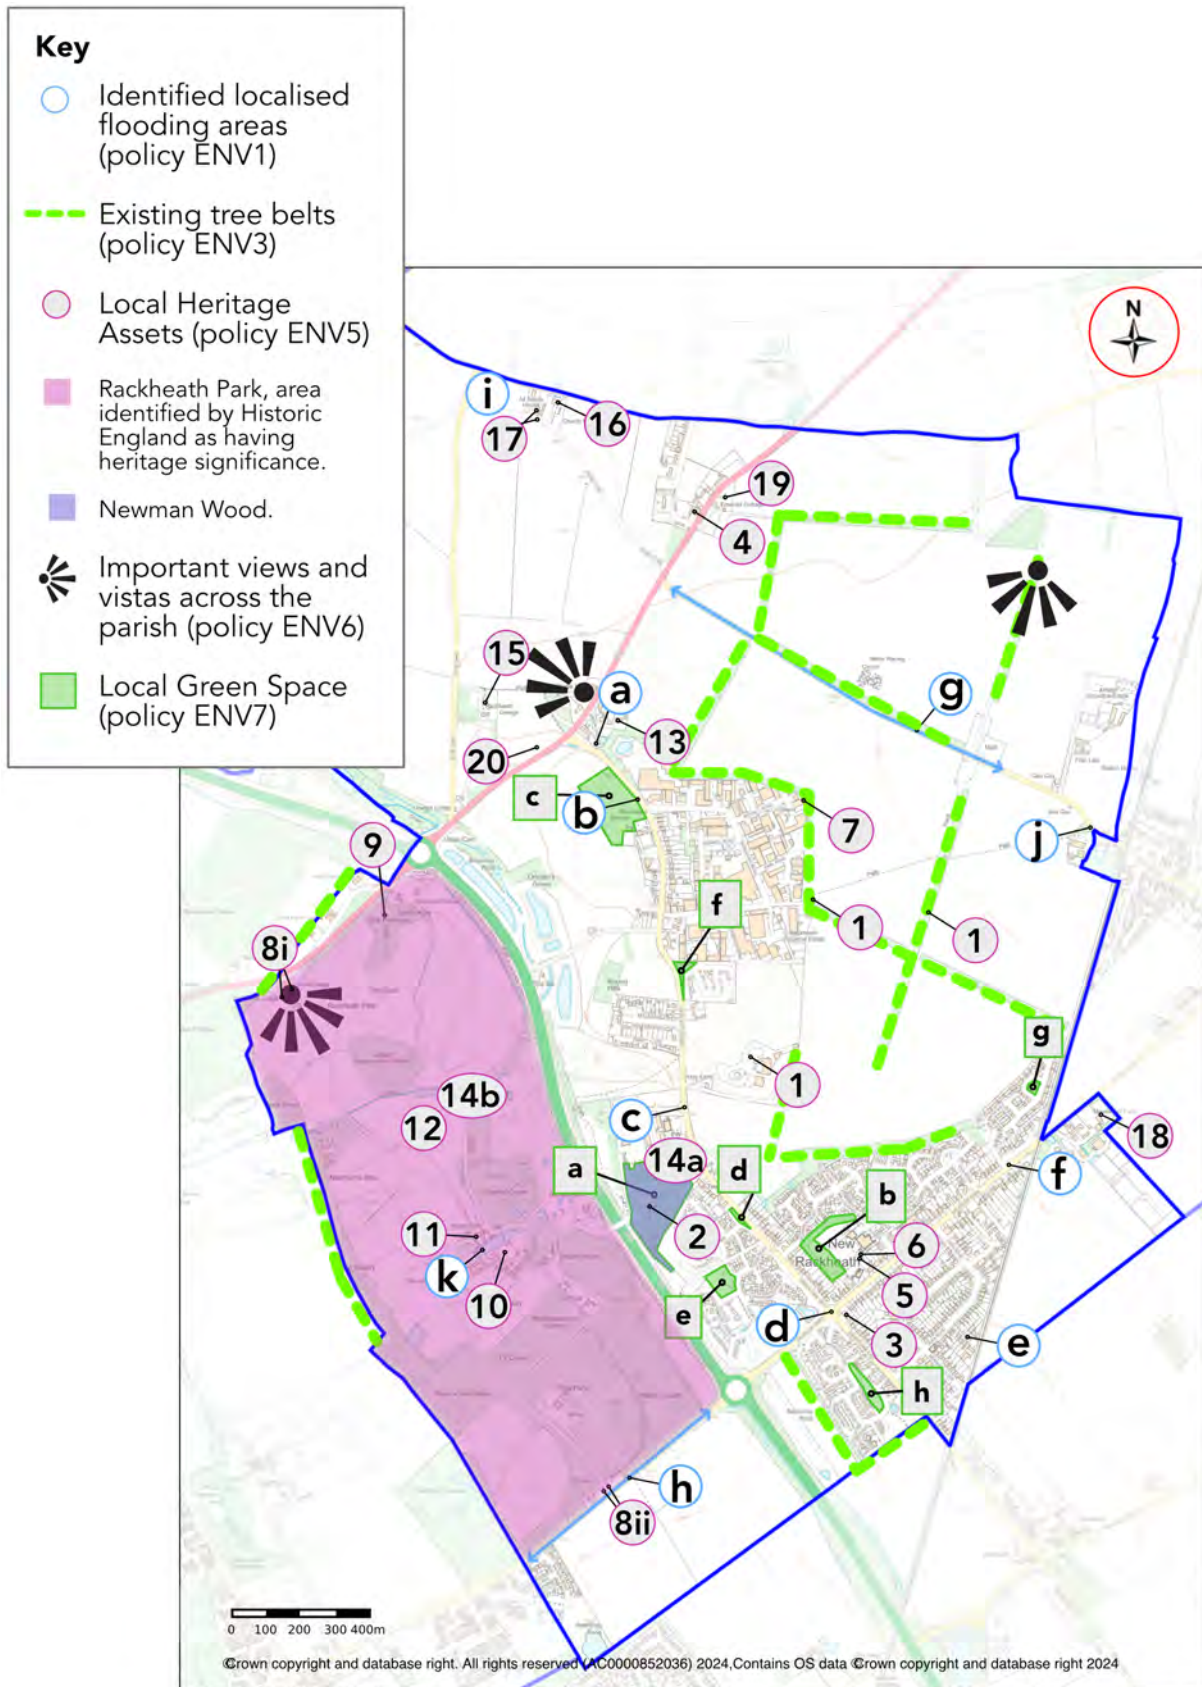 Key
Identified localised
flooding areas
(policy ENV1)
Existing tree belts
(policy ENV3)
Local Heritage
Assets (policy ENV5)
Rackheath Park, area
identified by Historic
England as having
heritage significance.
Newman Wood.
Important views and
vistas across the
parish (policy ENV6)
Local Green Space
(policy ENV7)
N
i
17
16
19
4
15
a
g
13
20
c
b
7
j
9
f
1
1
8i
g
14b
12
1
c
18
14a
a
d
f
b
2
11
New
Rackheath
6
k
5
10
e
d
3
e
h
h
8ii
0 100 200 300 400m
©Crown copyright and database right. All rights reserved (AC0000852036) 2024,Contains OS data ©Crown copyright and database right 2024